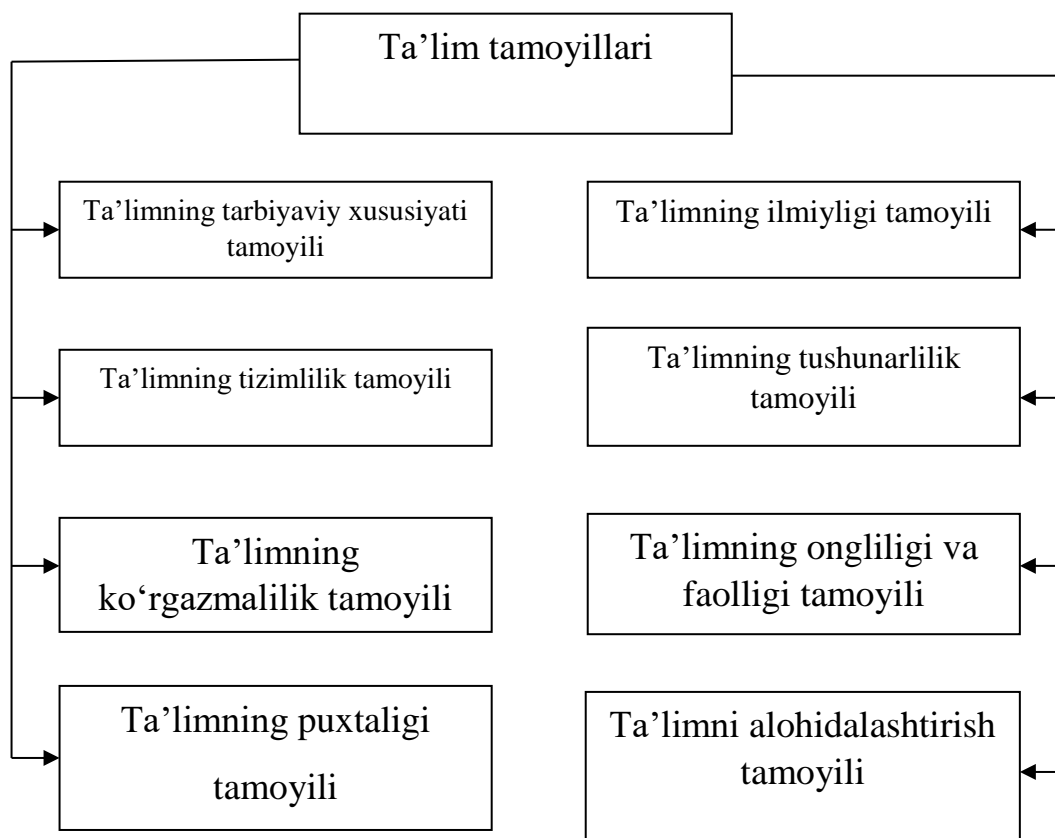 Ta’lim tamoyillari
Ta’limning tarbiyaviy xususiyati
tamoyili
Ta’limning ilmiyligi tamoyili
Ta’limning tizimlilik tamoyili
Ta’limning tushunarlilik
tamoyili
Ta’limning
ko‘rgazmalilik tamoyili
Ta’limning ongliligi va
faolligi tamoyili
Ta’limning puxtaligi
tamoyili
Ta’limni alohidalashtirish
tamoyili